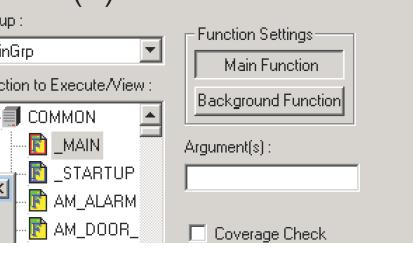 up :
inGrp
ction to Execute/View :
COMMON
_MAIN
_STARTUP
AM_ALARM
AM_DOOR_
Function Settings
Main Function
Background Function
Argument(s) :
Coverage Check